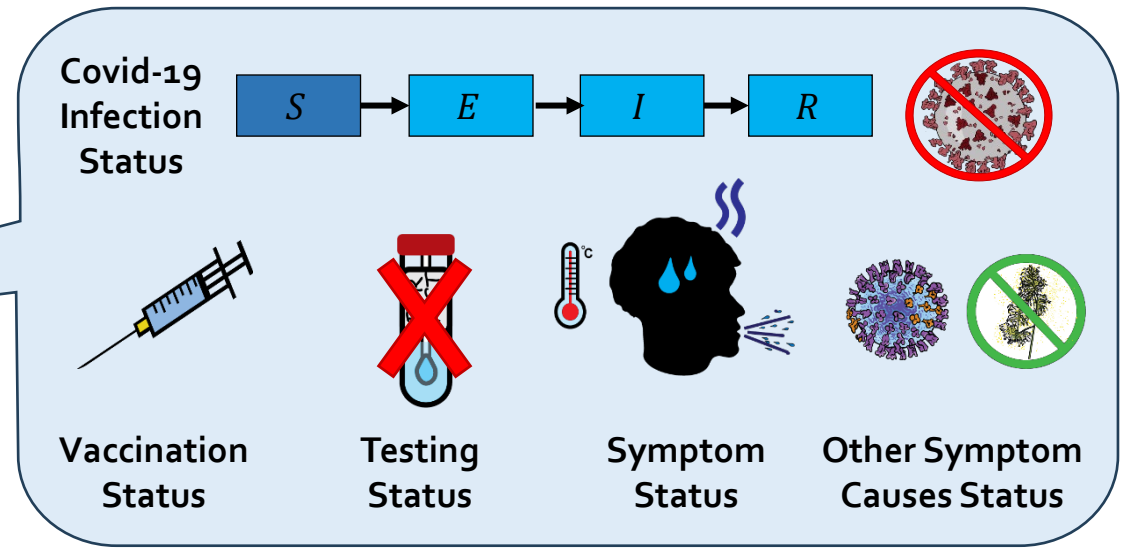 Covid-19
Infection
Status
S E I R
°C
Vaccination
Status
Testing
Status
Symptom
Status
Other Symptom
Causes Status